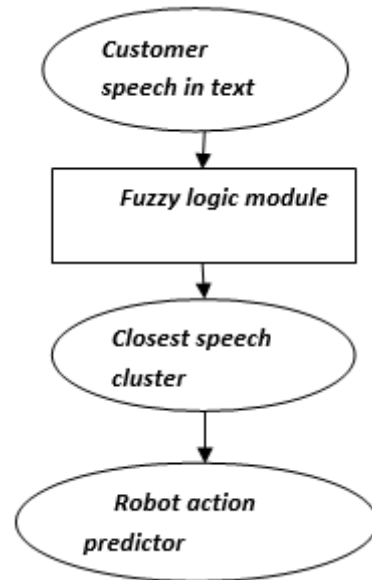 Customer
speech in text
Fuzzy logic module
Closest speech
cluster
Robot action
predictor